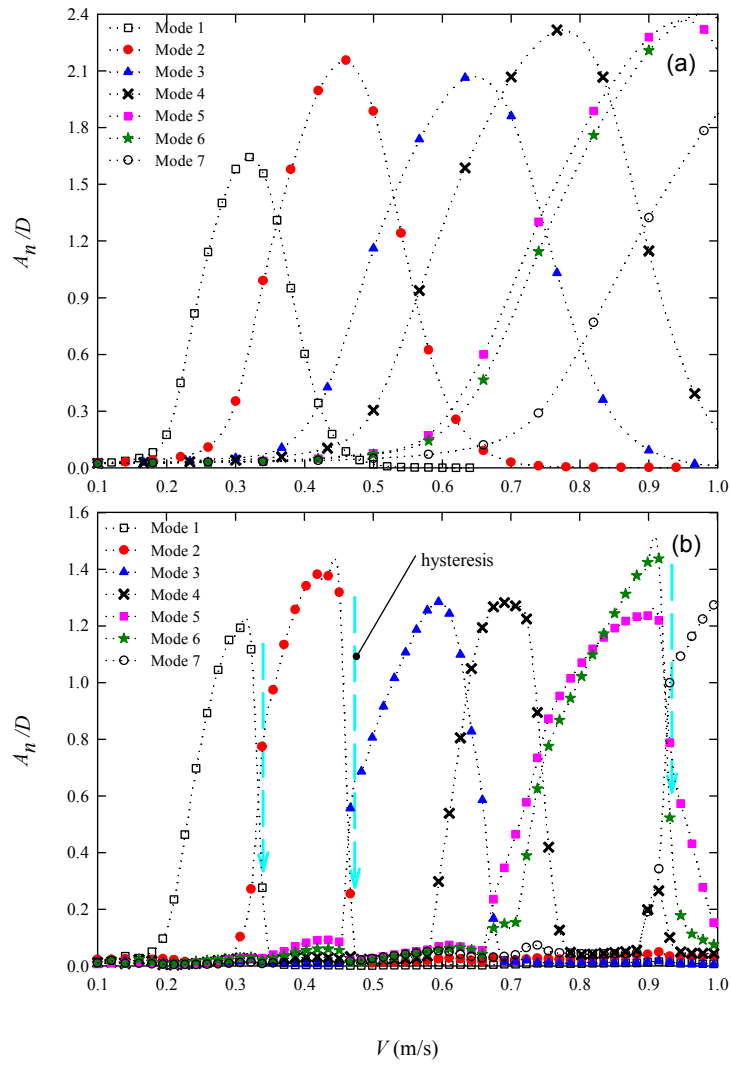 2.4
2.1
1.8
1.5
1.2
0.9
0.6
0.3
0.0
A_n/D
Mode 1
Mode 2
Mode 3
Mode 4
Mode 5
Mode 6
Mode 7
(a)
0.1 0.2 0.3 0.4 0.5 0.6 0.7 0.8 0.9 1.0
1.6
1.4
1.2
1.0
0.8
0.6
0.4
0.2
0.0
A_n/D
Mode 1
Mode 2
Mode 3
Mode 4
Mode 5
Mode 6
Mode 7
hysteresis
(b)
0.1 0.2 0.3 0.4 0.5 0.6 0.7 0.8 0.9 1.0
V (m/s)